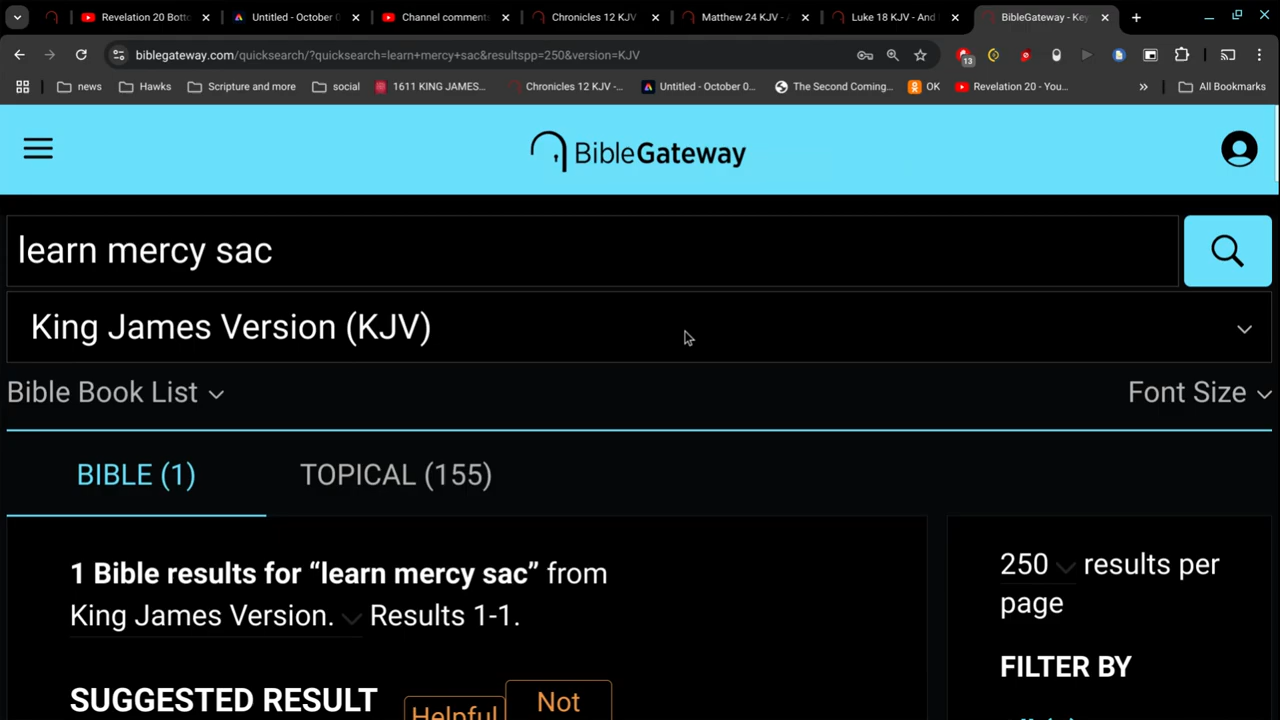 Revelation 20 Bott
Untitled - October 0
Channel comment
Chronicles 12 KJV
Matthew 24 KJV -
Luke 18 KJV - And
BibleGateway - Key
biblegateway.com/quicksearch/?quicksearch=learn+mercy+sac&resultspp=250&version=KJV
13
news
Hawks
Scripture and more
social
1611 KING JAMES...
Chronicles 12 KJV -...
Untitled - October 0...
The Second Coming...
OK
Revelation 20 - You...
»
All Bookmarks
BibleGateway
learn mercy sac
King James Version (KJV)
Bible Book List
Font Size
BIBLE (1)
TOPICAL (155)
1 Bible results for “learn mercy sac” from
King James Version. Results 1-1.
250 results per
page
FILTER BY
SUGGESTED RESULT
Helpful
Not